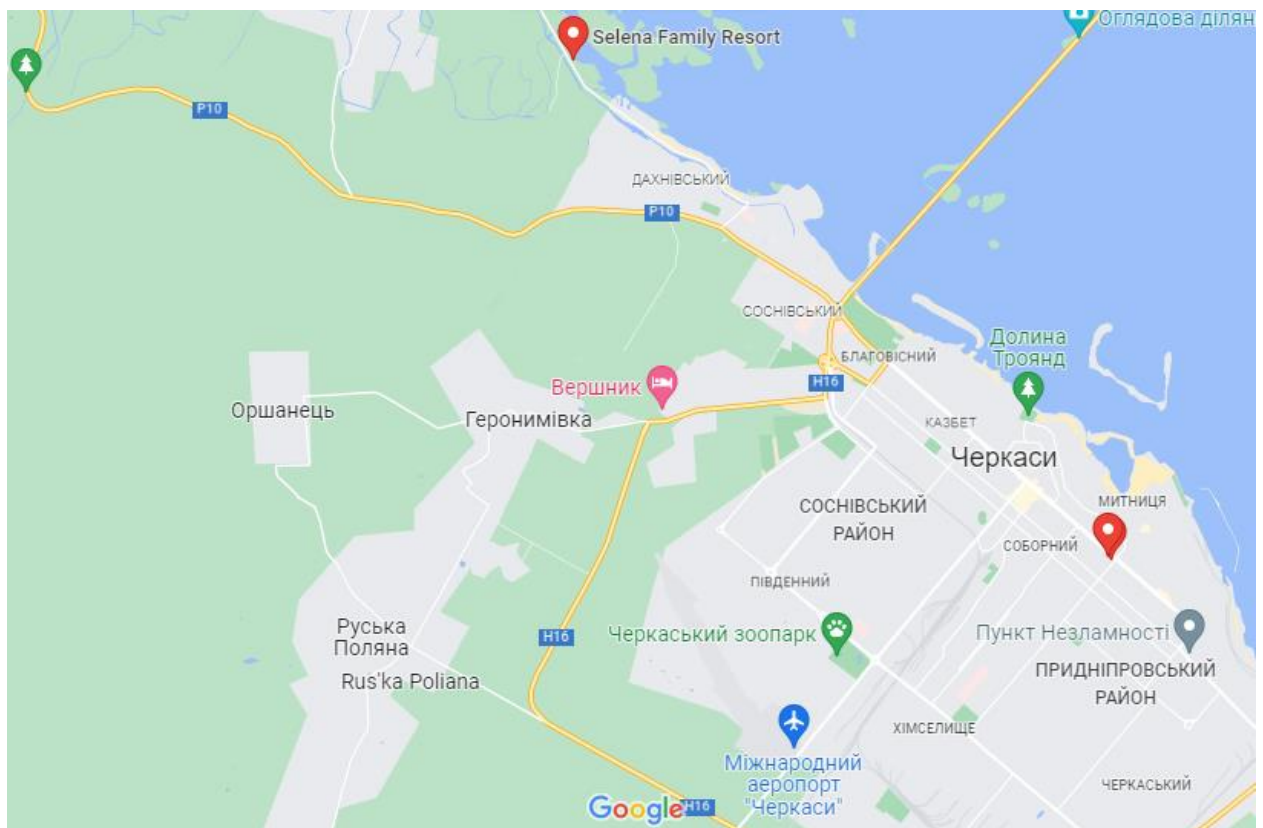 Оглядова ділян
Selena Family Resort
P10
ДАХНІВСЬКИЙ
P10
СОСНІВСЬКИЙ
БЛАГОВІСНИЙ
Долина
Троянд
H16
Вершник
Оршанець
Геронимівка
КАЗБЕТ
Черкаси
МИТНИЦЯ
СОСНІВСЬКИЙ
РАЙОН
СОБОРНИЙ
ПІВДЕННИЙ
Руська
Поляна
H16
Черкаський зоопарк
Пункт Незламності
Rus'ka Poliana
ПРИДНІПРОВСЬКИЙ
РАЙОН
ХІМСЕЛИЩЕ
Міжнародний
аеропорт
"Черкаси"
ЧЕРКАСЬКИЙ
Google
H16